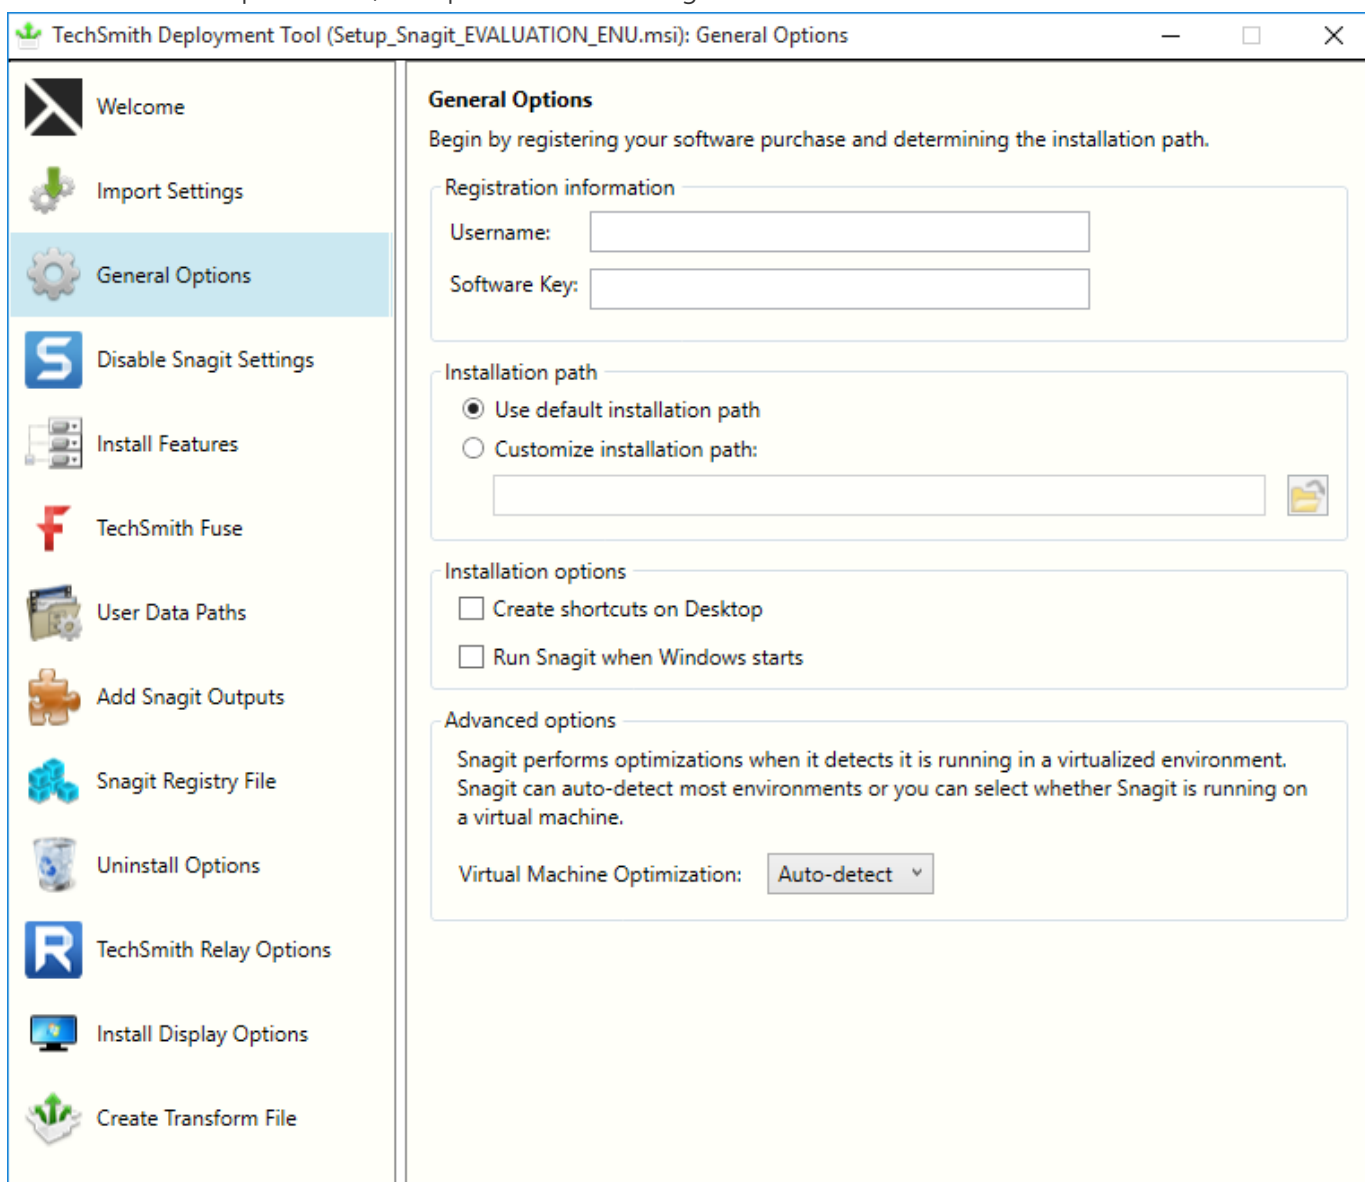 TechSmith Deployment Tool (Setup_Snagit_EVALUATION_ENU.msi): General Options
Welcome
Import Settings
General Options
Disable Snagit Settings
Install Features
TechSmith Fuse
User Data Paths
Add Snagit Outputs
Snagit Registry File
Uninstall Options
TechSmith Relay Options
Install Display Options
Create Transform File
General Options
Begin by registering your software purchase and determining the installation path.
Registration information
Username:
Software Key:
Installation path
Use default installation path
Customize installation path:
Installation options
Create shortcuts on Desktop
Run Snagit when Windows starts
Advanced options
Snagit performs optimizations when it detects it is running in a virtualized environment.
Snagit can auto-detect most environments or you can select whether Snagit is running on
a virtual machine.
Virtual Machine Optimization: Auto-detect